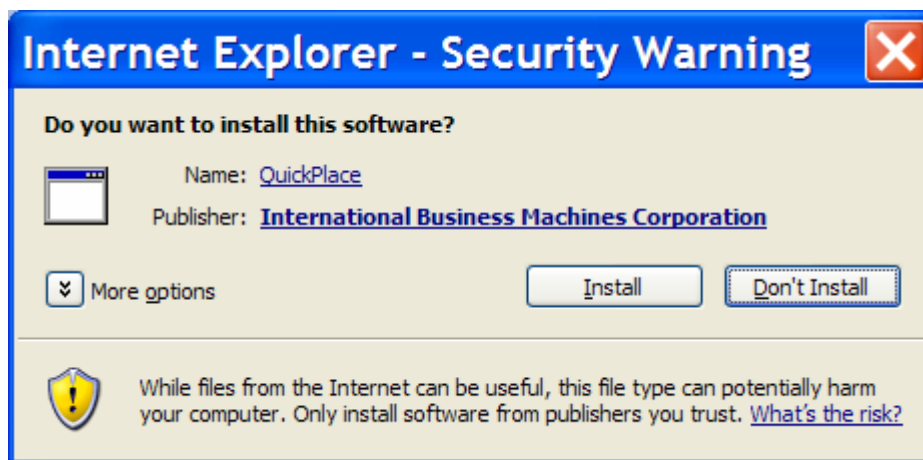 Internet Explorer - Security Warning
Do you want to install this software?
Name: QuickPlace
Publisher: International Business Machines Corporation
More options
Install
Don't Install
While files from the Internet can be useful, this file type can potentially harm
your computer. Only install software from publishers you trust. What's the risk?